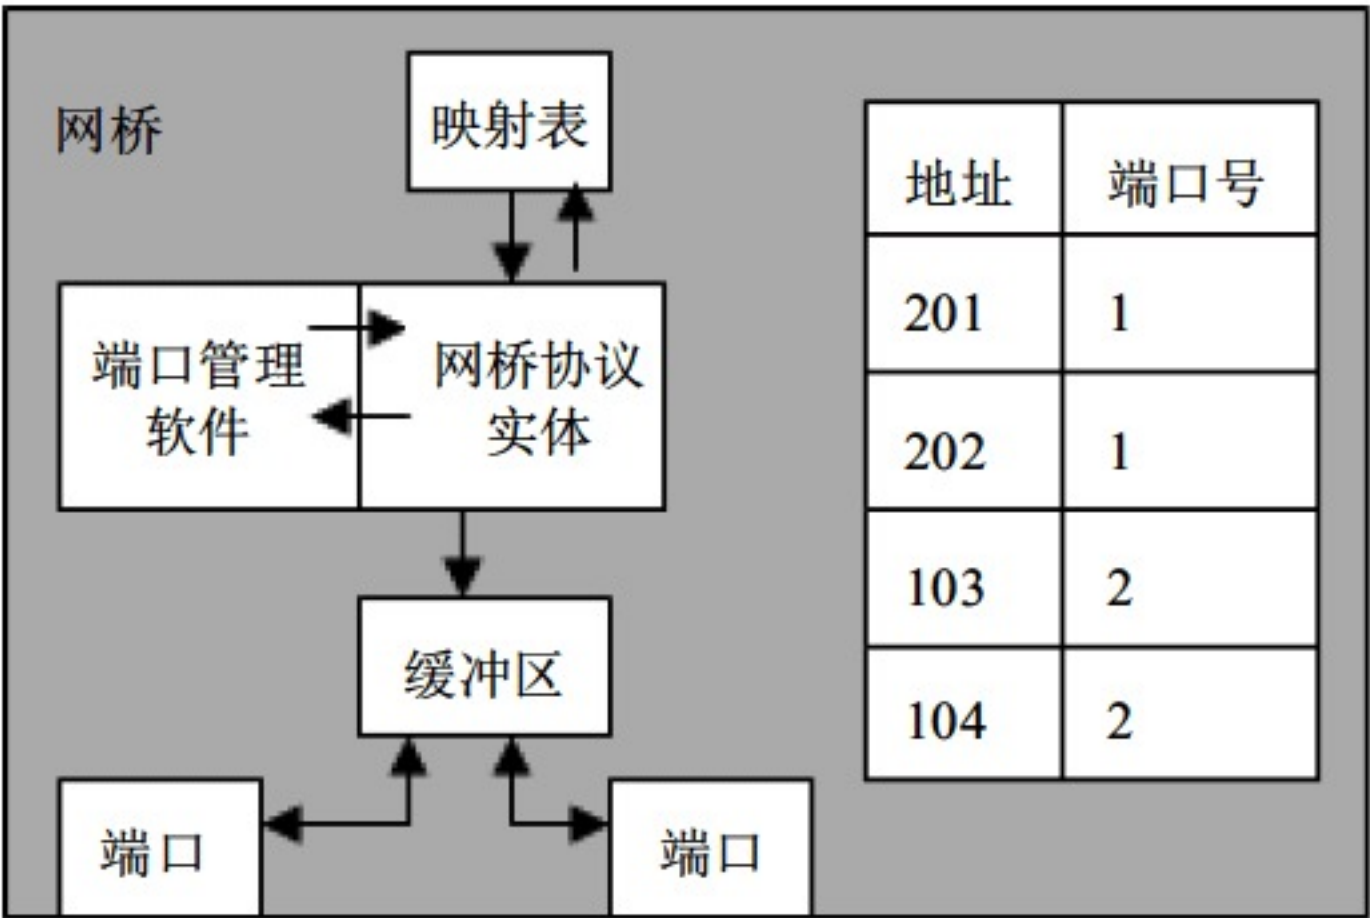 网桥
映射表
端口管理
软件
网桥协议
实体
缓冲区
端口
端口
地址 端口号
201 1
202 1
103 2
104 2